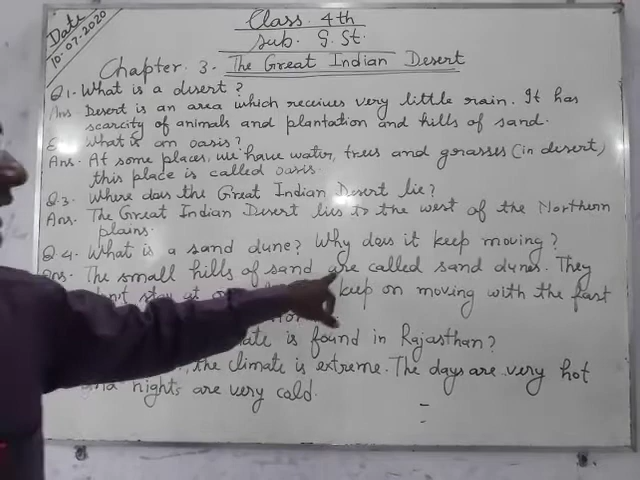 Date
10-07-2020
Class. 4th
Sub. S.St.
Chapter. 3. The Great Indian Desert
Q1. What is a desert?
Ans Desert is an area which receives very little rain. It has
scarcity of animals and plantation and hills of sand.
What is an oasis?
Ans. At some places, we have water, trees and grasses (in desert)
this place is called oasis.
Q.3. Where does the Great Indian Desert lie?
Ans. The Great Indian Desert lies to the west of the Northern
plains.
Q.4. What is a sand dune? Why does it keep moving?
Ans. The small hills of sand are called sand dunes. They
stay at keep on moving with the fast
is found in Rajasthan?
the climate is extreme. The days are very hot
and nights are very cold.